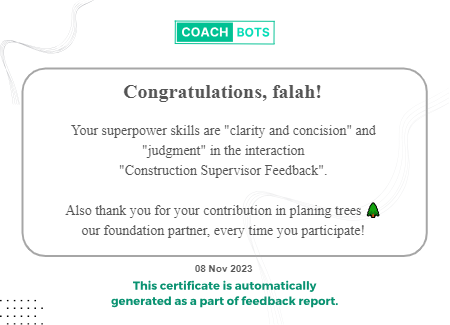 COACH BOTS
Congratulations, falah!
Your superpower skills are "clarity and concision" and
"judgment" in the interaction
"Construction Supervisor Feedback".
Also thank you for your contribution in planing trees 🌲
our foundation partner, every time you participate!
08 Nov 2023
This certificate is automatically
generated as a part of feedback report.